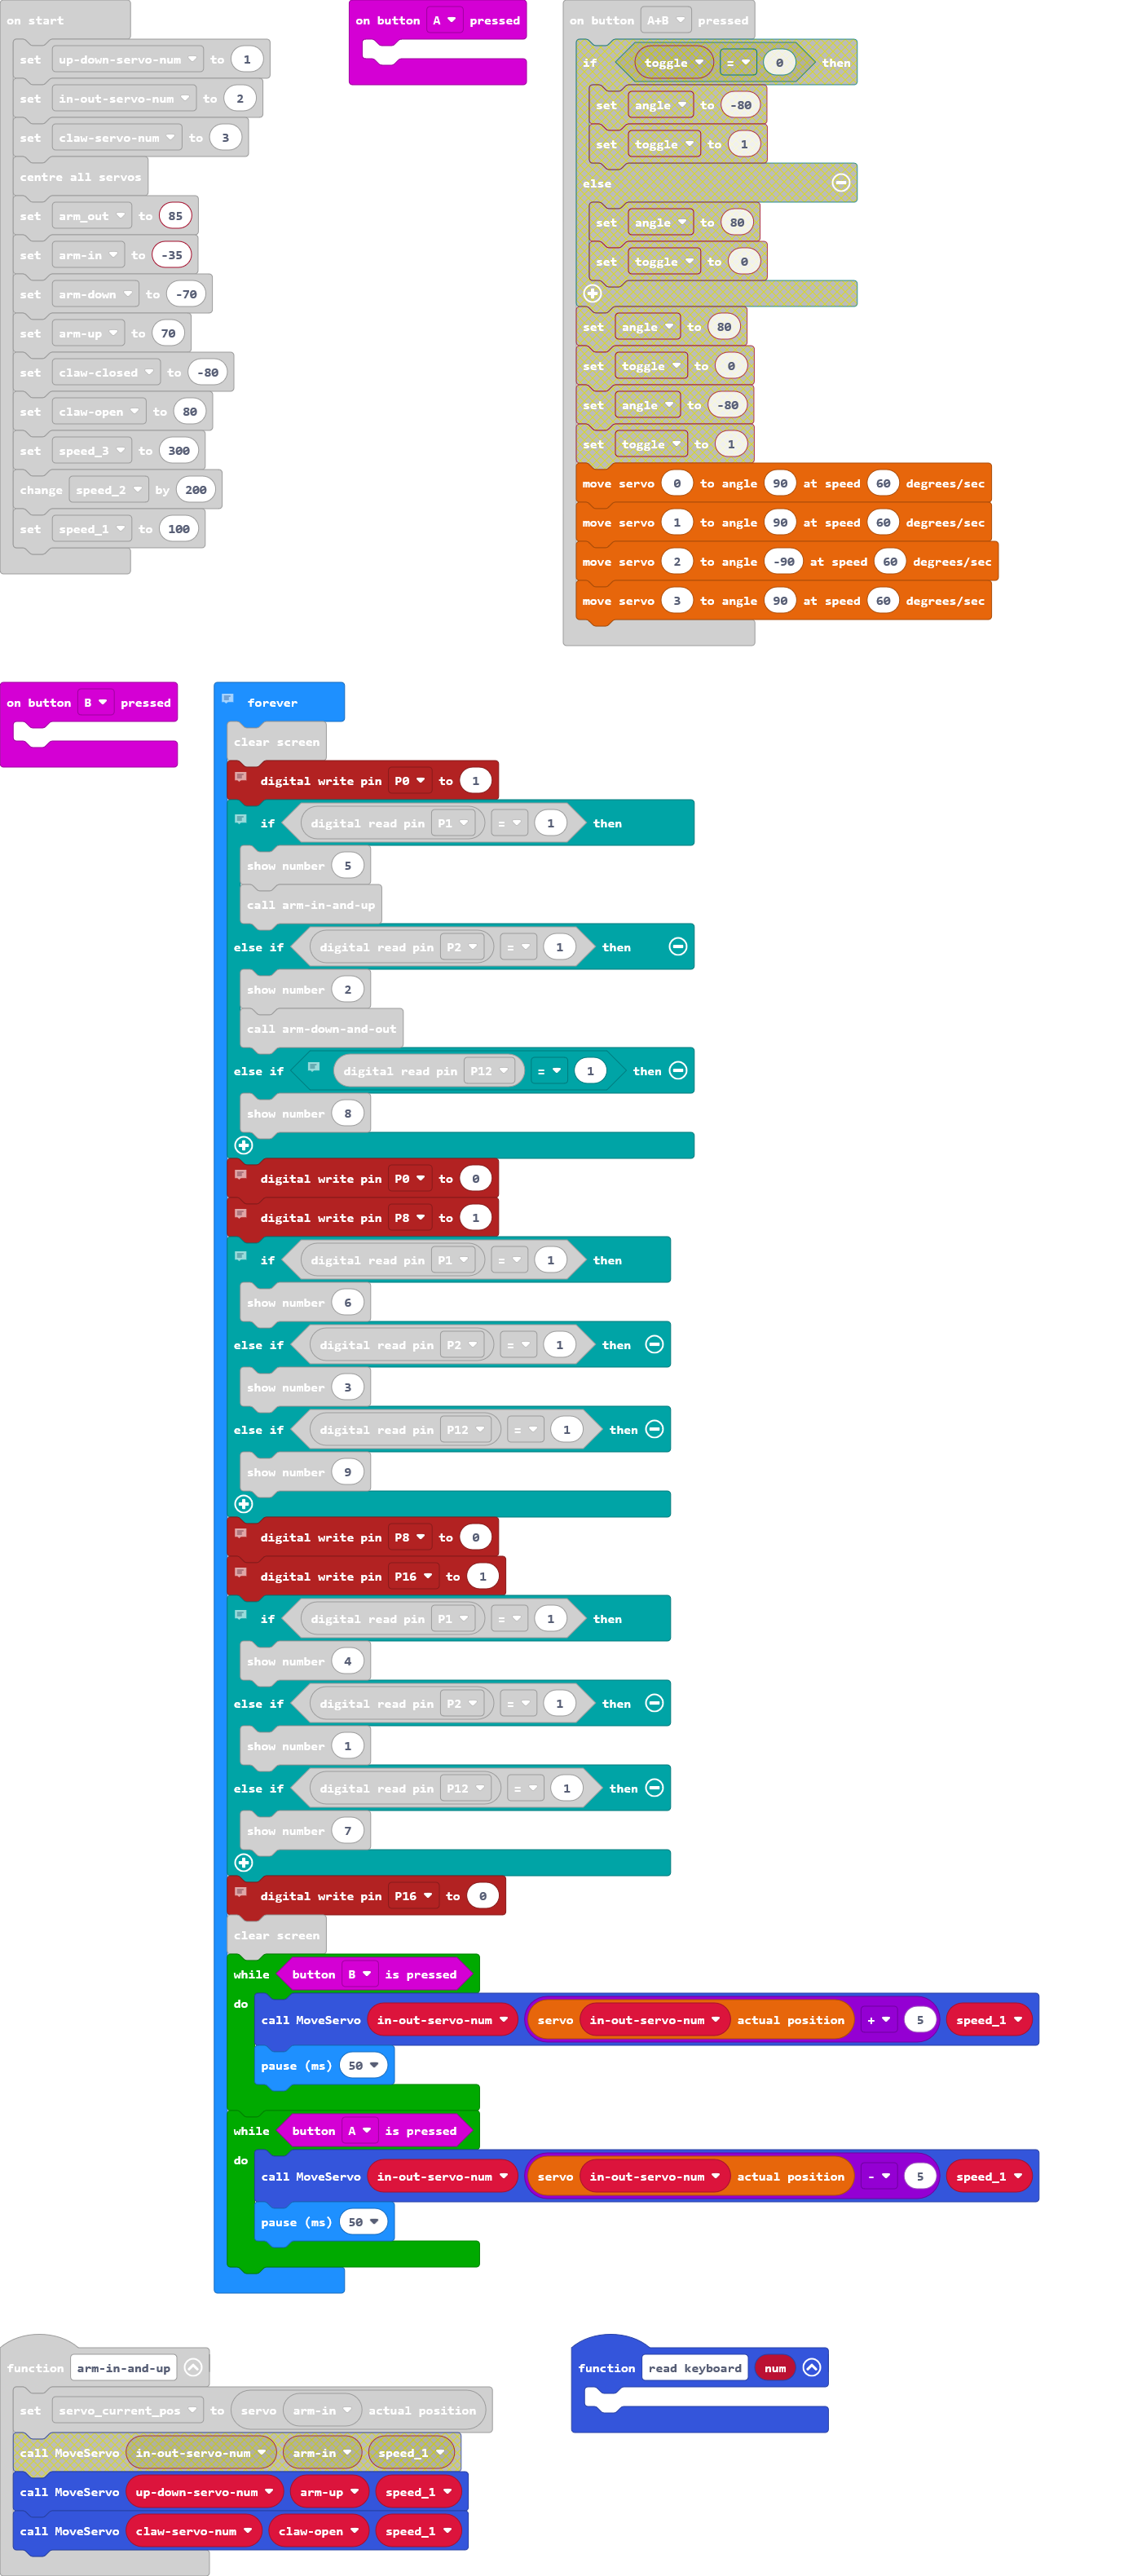 on start
set up-down-servo-num to 1
set in-out-servo-num to 2
set claw-servo-num to 3
centre all servos
set arm_out to 85
set arm-in to -35
set arm-down to -70
set arm-up to 70
set claw-closed to -80
set claw-open to 80
set speed_3 to 300
change speed_2 by 200
set speed_1 to 100
on button A pressed
on button A+B pressed
if toggle = 0 then
set angle to -80
set toggle to 1
else
set angle to 80
set toggle to 0
set angle to 80
set toggle to 0
set angle to -80
set toggle to 1
move servo 0 to angle 90 at speed 60 degrees/sec
move servo 1 to angle 90 at speed 60 degrees/sec
move servo 2 to angle -90 at speed 60 degrees/sec
move servo 3 to angle 90 at speed 60 degrees/sec
on button B pressed
forever
clear screen
digital write pin P0 to 1
if digital read pin P1 = 1 then
show number 5
call arm-in-and-up
else if digital read pin P2 = 1 then
show number 2
call arm-down-and-out
else if digital read pin P12 = 1 then
show number 8
digital write pin P0 to 0
digital write pin P8 to 1
if digital read pin P1 = 1 then
show number 6
else if digital read pin P2 = 1 then
show number 3
else if digital read pin P12 = 1 then
show number 9
digital write pin P8 to 0
digital write pin P16 to 1
if digital read pin P1 = 1 then
show number 4
else if digital read pin P2 = 1 then
show number 1
else if digital read pin P12 = 1 then
show number 7
digital write pin P16 to 0
clear screen
while button B is pressed
do
call MoveServo in-out-servo-num servo in-out-servo-num actual position + 5 speed_1
pause (ms) 50
while button A is pressed
do
call MoveServo in-out-servo-num servo in-out-servo-num actual position - 5 speed_1
pause (ms) 50
function arm-in-and-up
set servo_current_pos to servo arm-in actual position
call MoveServo in-out-servo-num arm-in speed_1
call MoveServo up-down-servo-num arm-up speed_1
call MoveServo claw-servo-num claw-open speed_1
function read keyboard num